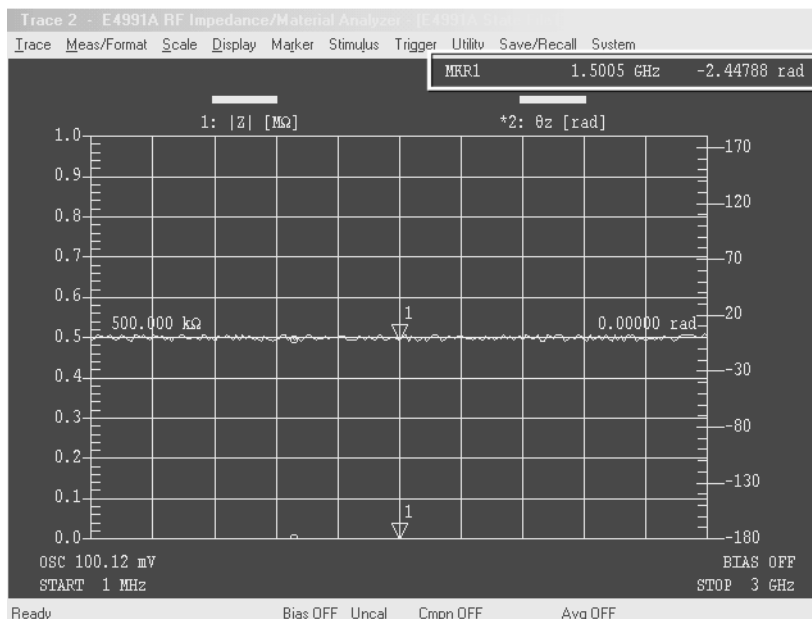 Trace 2 - E4991A RF Impedance/Material Analyzer - [E4991A
Trace Meas/Format Scale Display Marker Stimulus Trigger Utility Save/Recall System
MKR1 1.5005 GHz -2.44788 rad
1: |Z| [MΩ] *2: θz [rad]
1.0
170
0.9
0.8
120
0.7
70
0.6
20
500.000 kΩ 1 0.00000 rad
0.5
-30
0.4
0.3
-80
0.2
-130
0.1
1
0.0 -180
OSC 100.12 mV BIAS OFF
START 1 MHz STOP 3 GHz
Ready Bias OFF Uncal Cmpn OFF Avg OFF